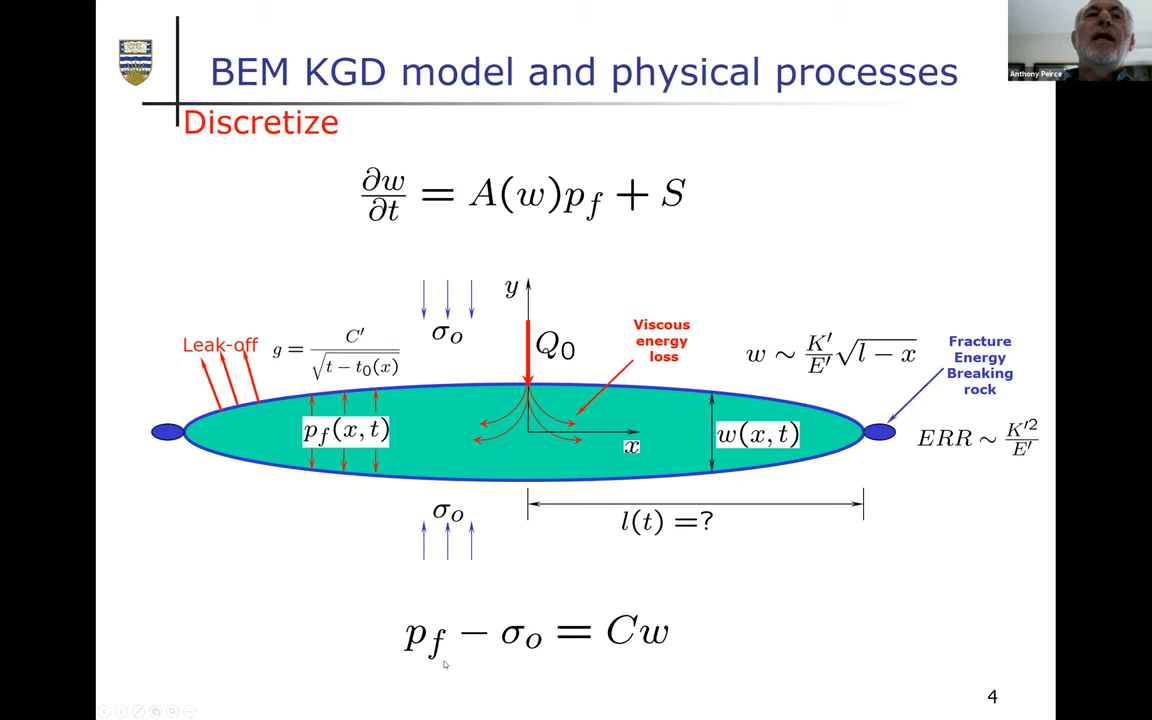 BEM KGD model and physical processes
Anthony Peirce
Discretize
∂w/∂t = A(w)p_f + S
y
σ_o
Q_0
Viscous
energy
loss
Leak-off
g = C′/√(t − t_0(x))
w ∼ K′/E′ √(l − x)
Fracture
Energy
Breaking
rock
p_f(x, t)
x
w(x, t)
ERR ∼ K′²/E′
σ_o
l(t) =?
p_f − σ_o = Cw
4